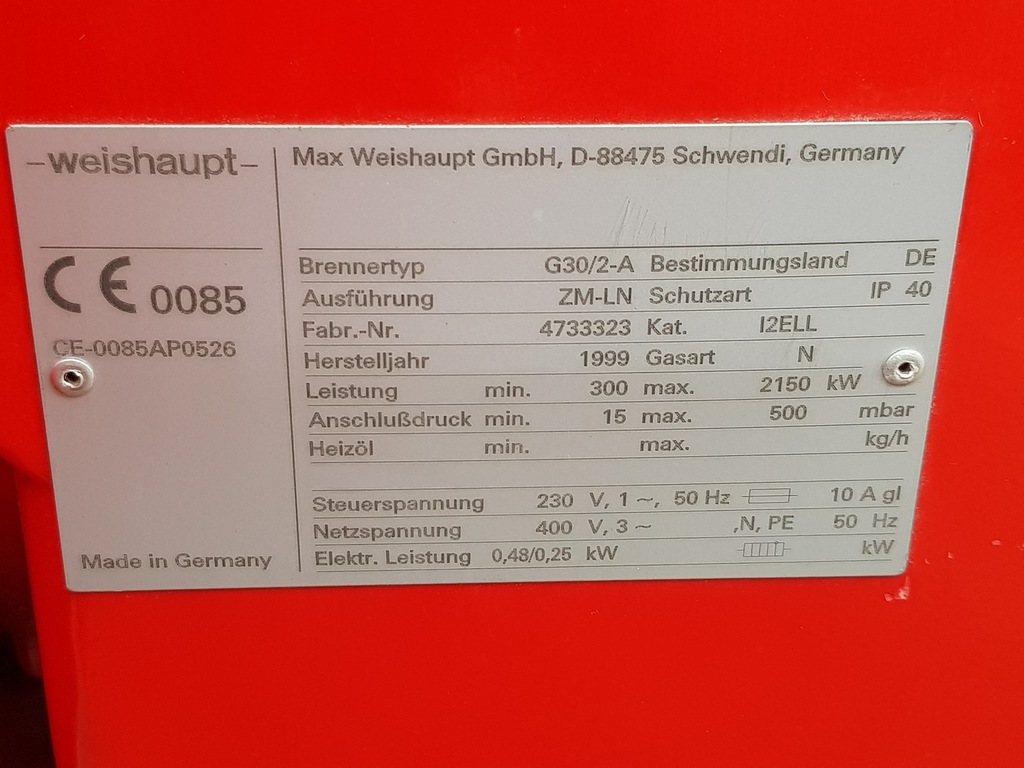 -weishaupt-
Max Weishaupt GmbH, D-88475 Schwendi, Germany
CE 0085
CE-0085AP0526
Made in Germany
Brennertyp G30/2-A Bestimmungsland DE
Ausführung ZM-LN Schutzart IP 40
Fabr.-Nr. 4733323 Kat. I2ELL
Herstelljahr 1999 Gasart N
Leistung min. 300 max. 2150 kW
Anschlußdruck min. 15 max. 500 mbar
Heizöl min. max. kg/h
Steuerspannung 230 V, 1 ~, 50 Hz 10 A gl
Netzspannung 400 V, 3 ~ ,N, PE 50 Hz
Elektr. Leistung 0,48/0,25 kW kW